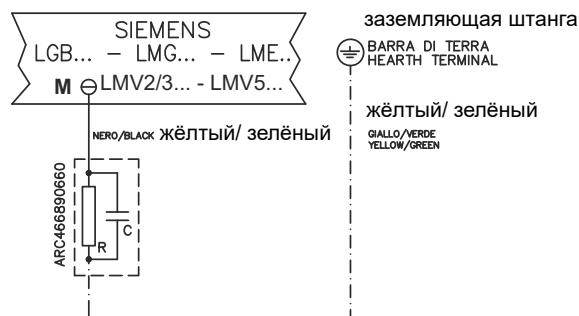 SIEMENS
LGB... – LMG... – LME..
M LMV2/3... - LMV5...
NERO/BLACK жёлтый/ зелёный
ARC466890660
R
C
заземляющая штанга
BARRA DI TERRA
HEARTH TERMINAL
жёлтый/ зелёный
GIALLO/VERDE
YELLOW/GREEN